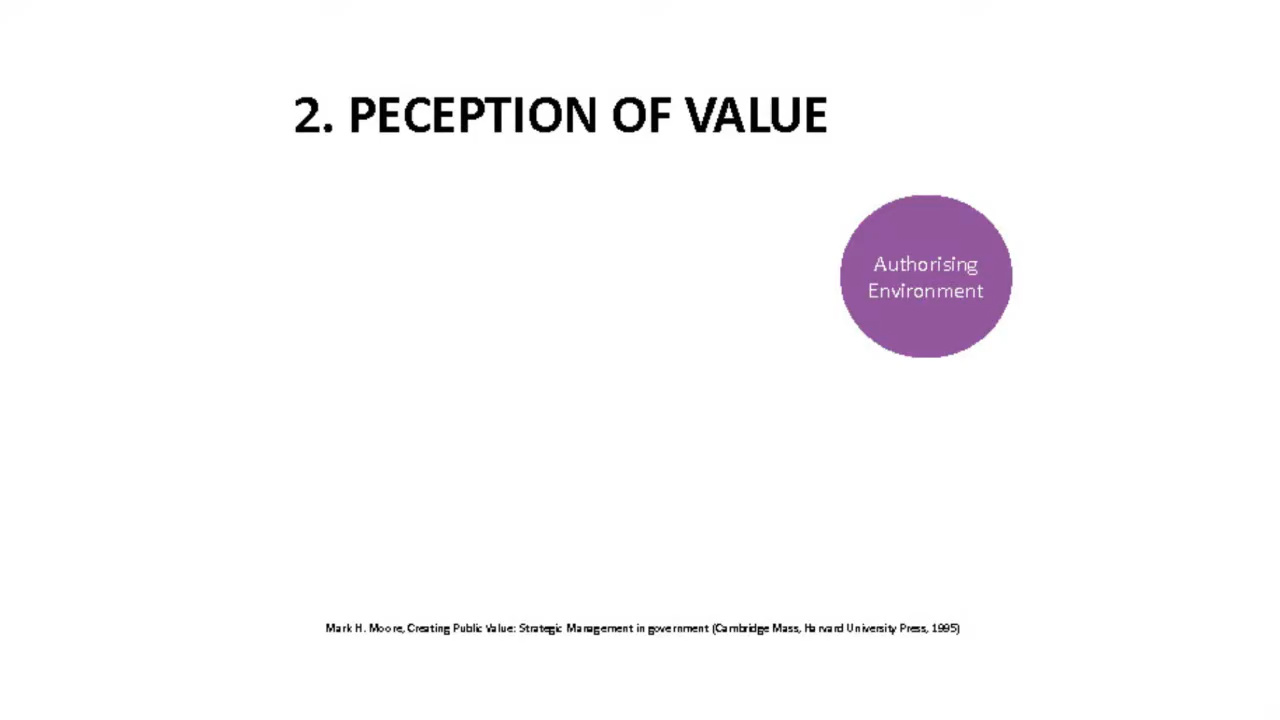 2. PECEPTION OF VALUE
Authorising
Environment
Mark H. Moore, Creating Public Value: Strategic Management in government (Cambridge Mass, Harvard University Press, 1995)